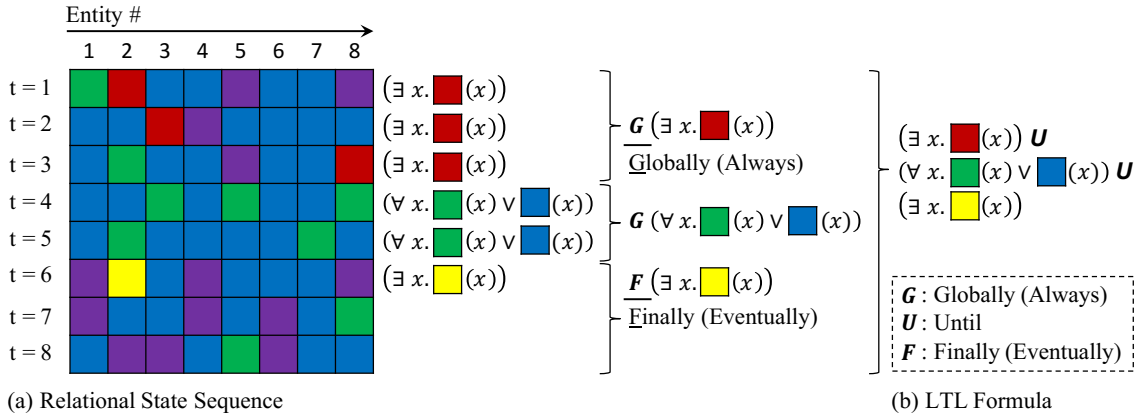 Entity #
1 2 3 4 5 6 7 8
t = 1 (∃ x. (x))
t = 2 (∃ x. (x))
t = 3 (∃ x. (x))
t = 4 (∀ x. (x) ∨ (x))
t = 5 (∀ x. (x) ∨ (x))
t = 6 (∃ x. (x))
t = 7
t = 8
G (∃ x. (x))
Globally (Always)
G (∀ x. (x) ∨ (x))
F (∃ x. (x))
Finally (Eventually)
(∃ x. (x)) U
(∀ x. (x) ∨ (x)) U
(∃ x. (x))
G : Globally (Always)
U : Until
F : Finally (Eventually)
(a) Relational State Sequence
(b) LTL Formula